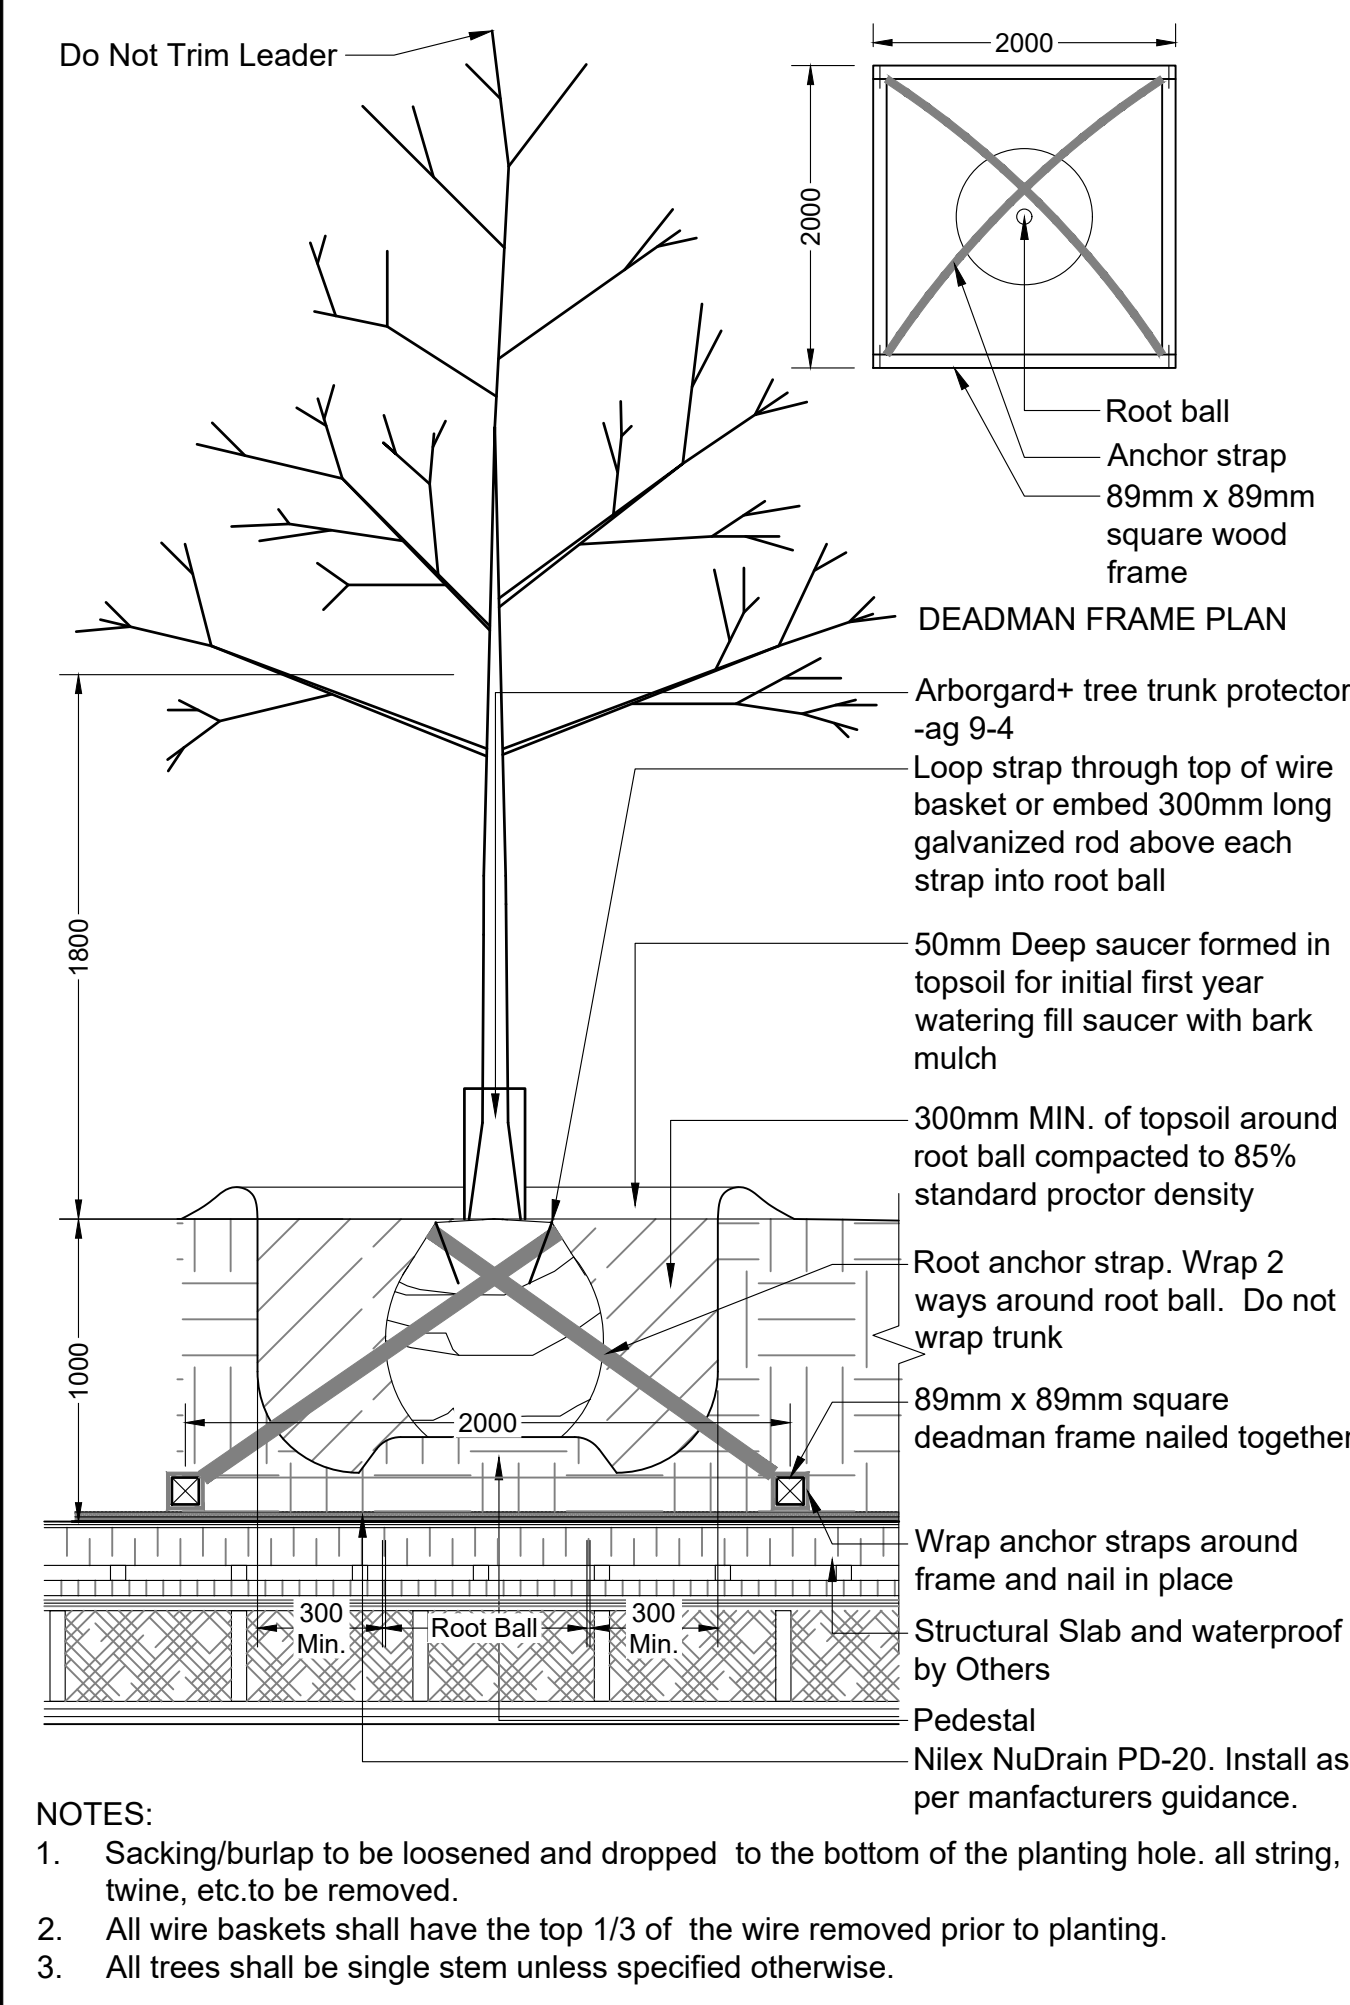 Do Not Trim Leader
2000
2000
Root ball
Anchor strap
89mm x 89mm
square wood
frame
DEADMAN FRAME PLAN
Arborgard+ tree trunk protector
-ag 9-4
Loop strap through top of wire
basket or embed 300mm long
galvanized rod above each
strap into root ball
1800
50mm Deep saucer formed in
topsoil for initial first year
watering fill saucer with bark
mulch
300mm MIN. of topsoil around
root ball compacted to 85%
standard proctor density
Root anchor strap. Wrap 2
ways around root ball.  Do not
wrap trunk
1000
89mm x 89mm square
deadman frame nailed together
2000
Wrap anchor straps around
frame and nail in place
300
Min.
Root Ball
300
Min.
Structural Slab and waterproof
by Others
Pedestal
Nilex NuDrain PD-20. Install as
per manfacturers guidance.
NOTES:
1. Sacking/burlap to be loosened and dropped  to the bottom of the planting hole. all string,
twine, etc.to be removed.
2. All wire baskets shall have the top 1/3 of  the wire removed prior to planting.
3. All trees shall be single stem unless specified otherwise.